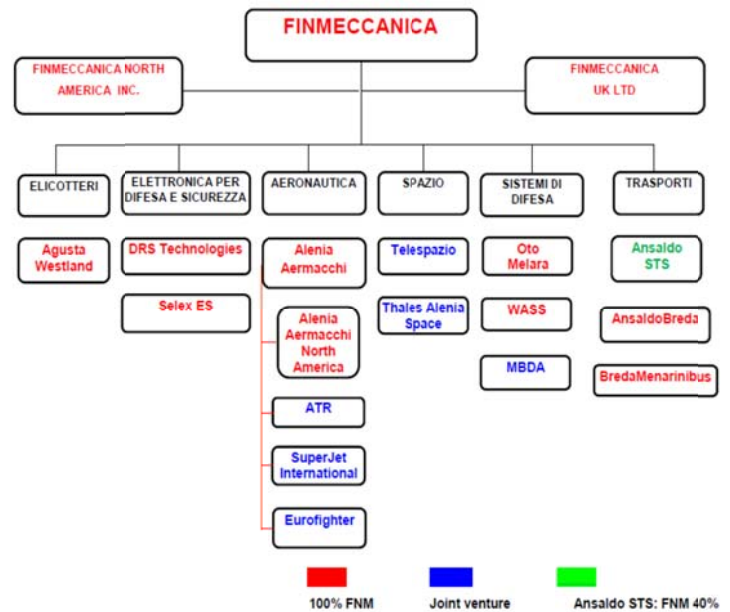 FINMECCANICA
FINMECCANICA NORTH
AMERICA INC.
FINMECCANICA
UK LTD
ELICOTTERI
ELETTRONICA PER
DIFESA E SICUREZZA
AERONAUTICA
SPAZIO
SISTEMI DI
DIFESA
TRASPORTI
Agusta
Westland
DRS Technologies
Selex ES
Alenia
Aermacchi
Alenia
Aermacchi
North
America
ATR
SuperJet
International
Eurofighter
Telespazio
Thales Alenia
Space
Oto
Melara
WASS
MBDA
Ansaldo
STS
AnsaldoBreda
BredaMenarinibus
100% FNM
Joint venture
Ansaldo STS: FNM 40%